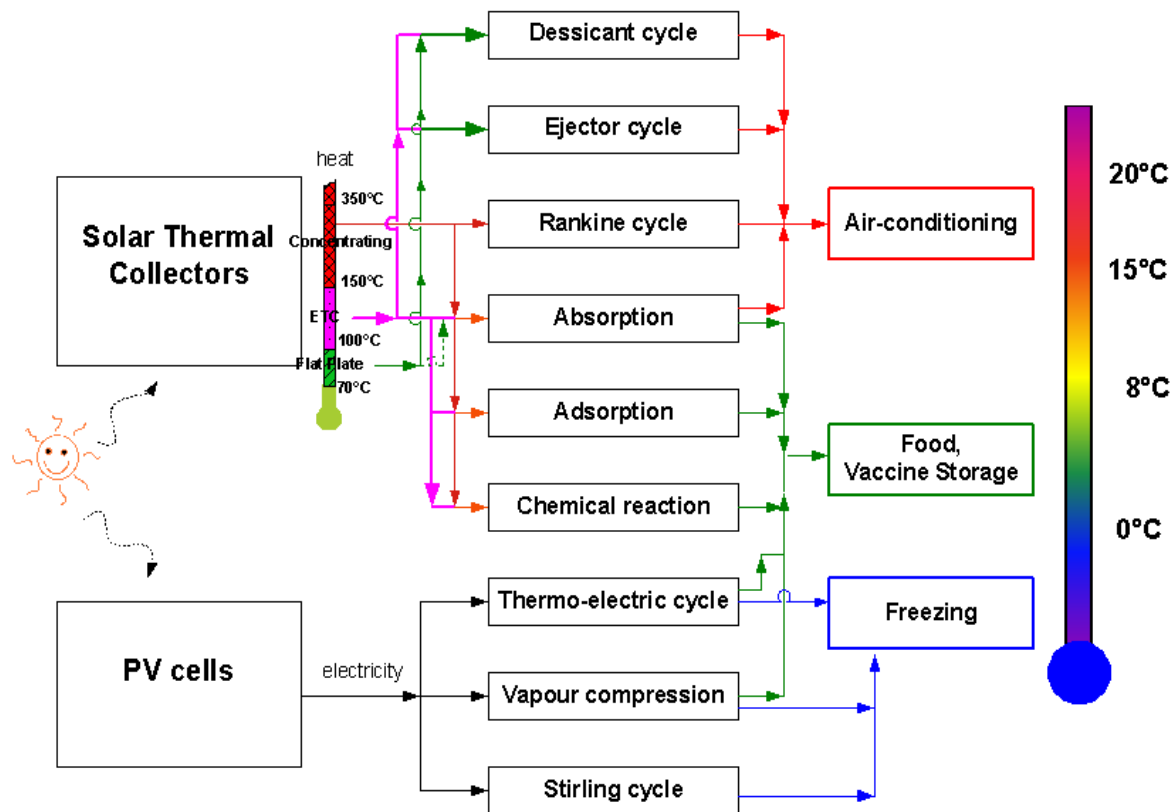 Dessicant cycle
Ejector cycle
heat
350°C
Solar Thermal
Collectors
Concentrating
Rankine cycle
Air-conditioning
20°C
15°C
150°C
ETC
Absorption
100°C
Flat Plate
70°C
8°C
Adsorption
Food,
Vaccine Storage
Chemical reaction
0°C
Thermo-electric cycle
Freezing
PV cells
electricity
Vapour compression
Stirling cycle